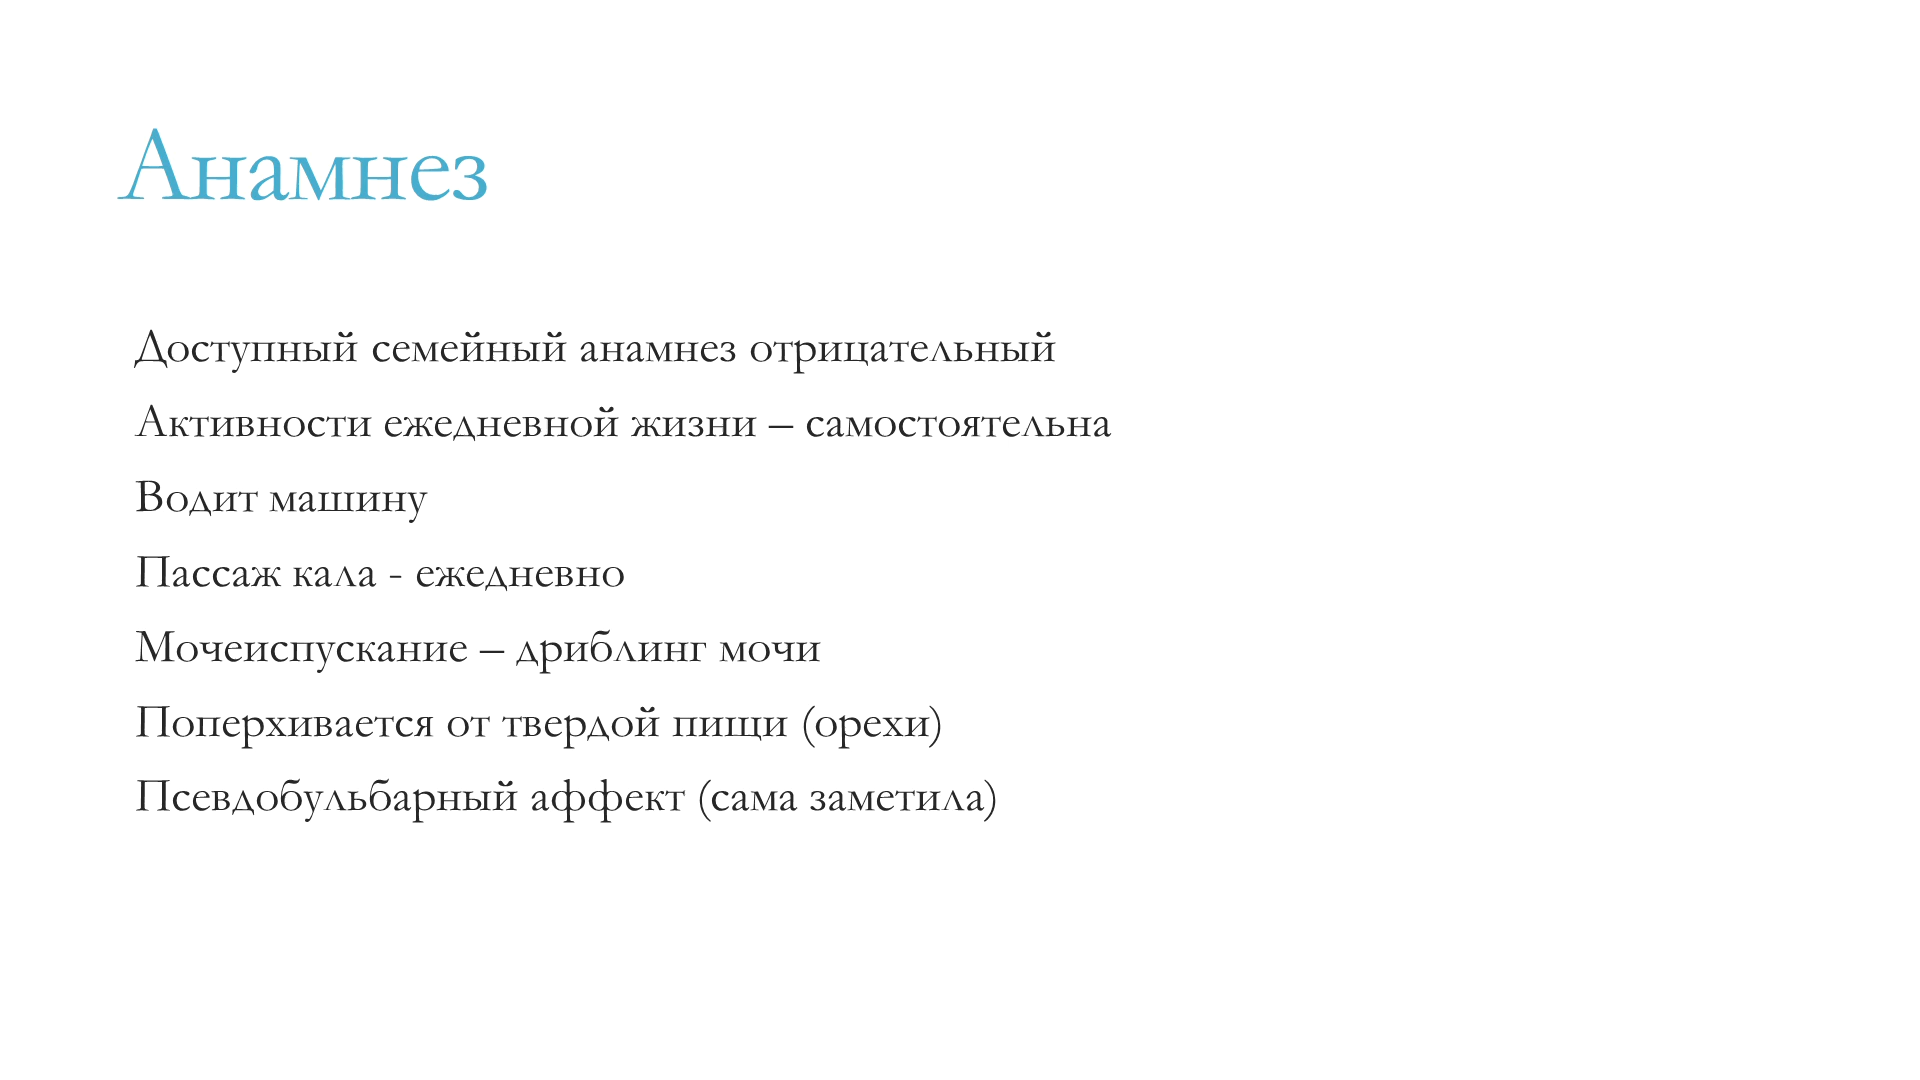 Анамнез
Доступный семейный анамнез отрицательный
Активности ежедневной жизни – самостоятельна
Водит машину
Пассаж кала - ежедневно
Мочеиспускание – дриблинг мочи
Поперхивается от твердой пищи (орехи)
Псевдобульбарный аффект (сама заметила)